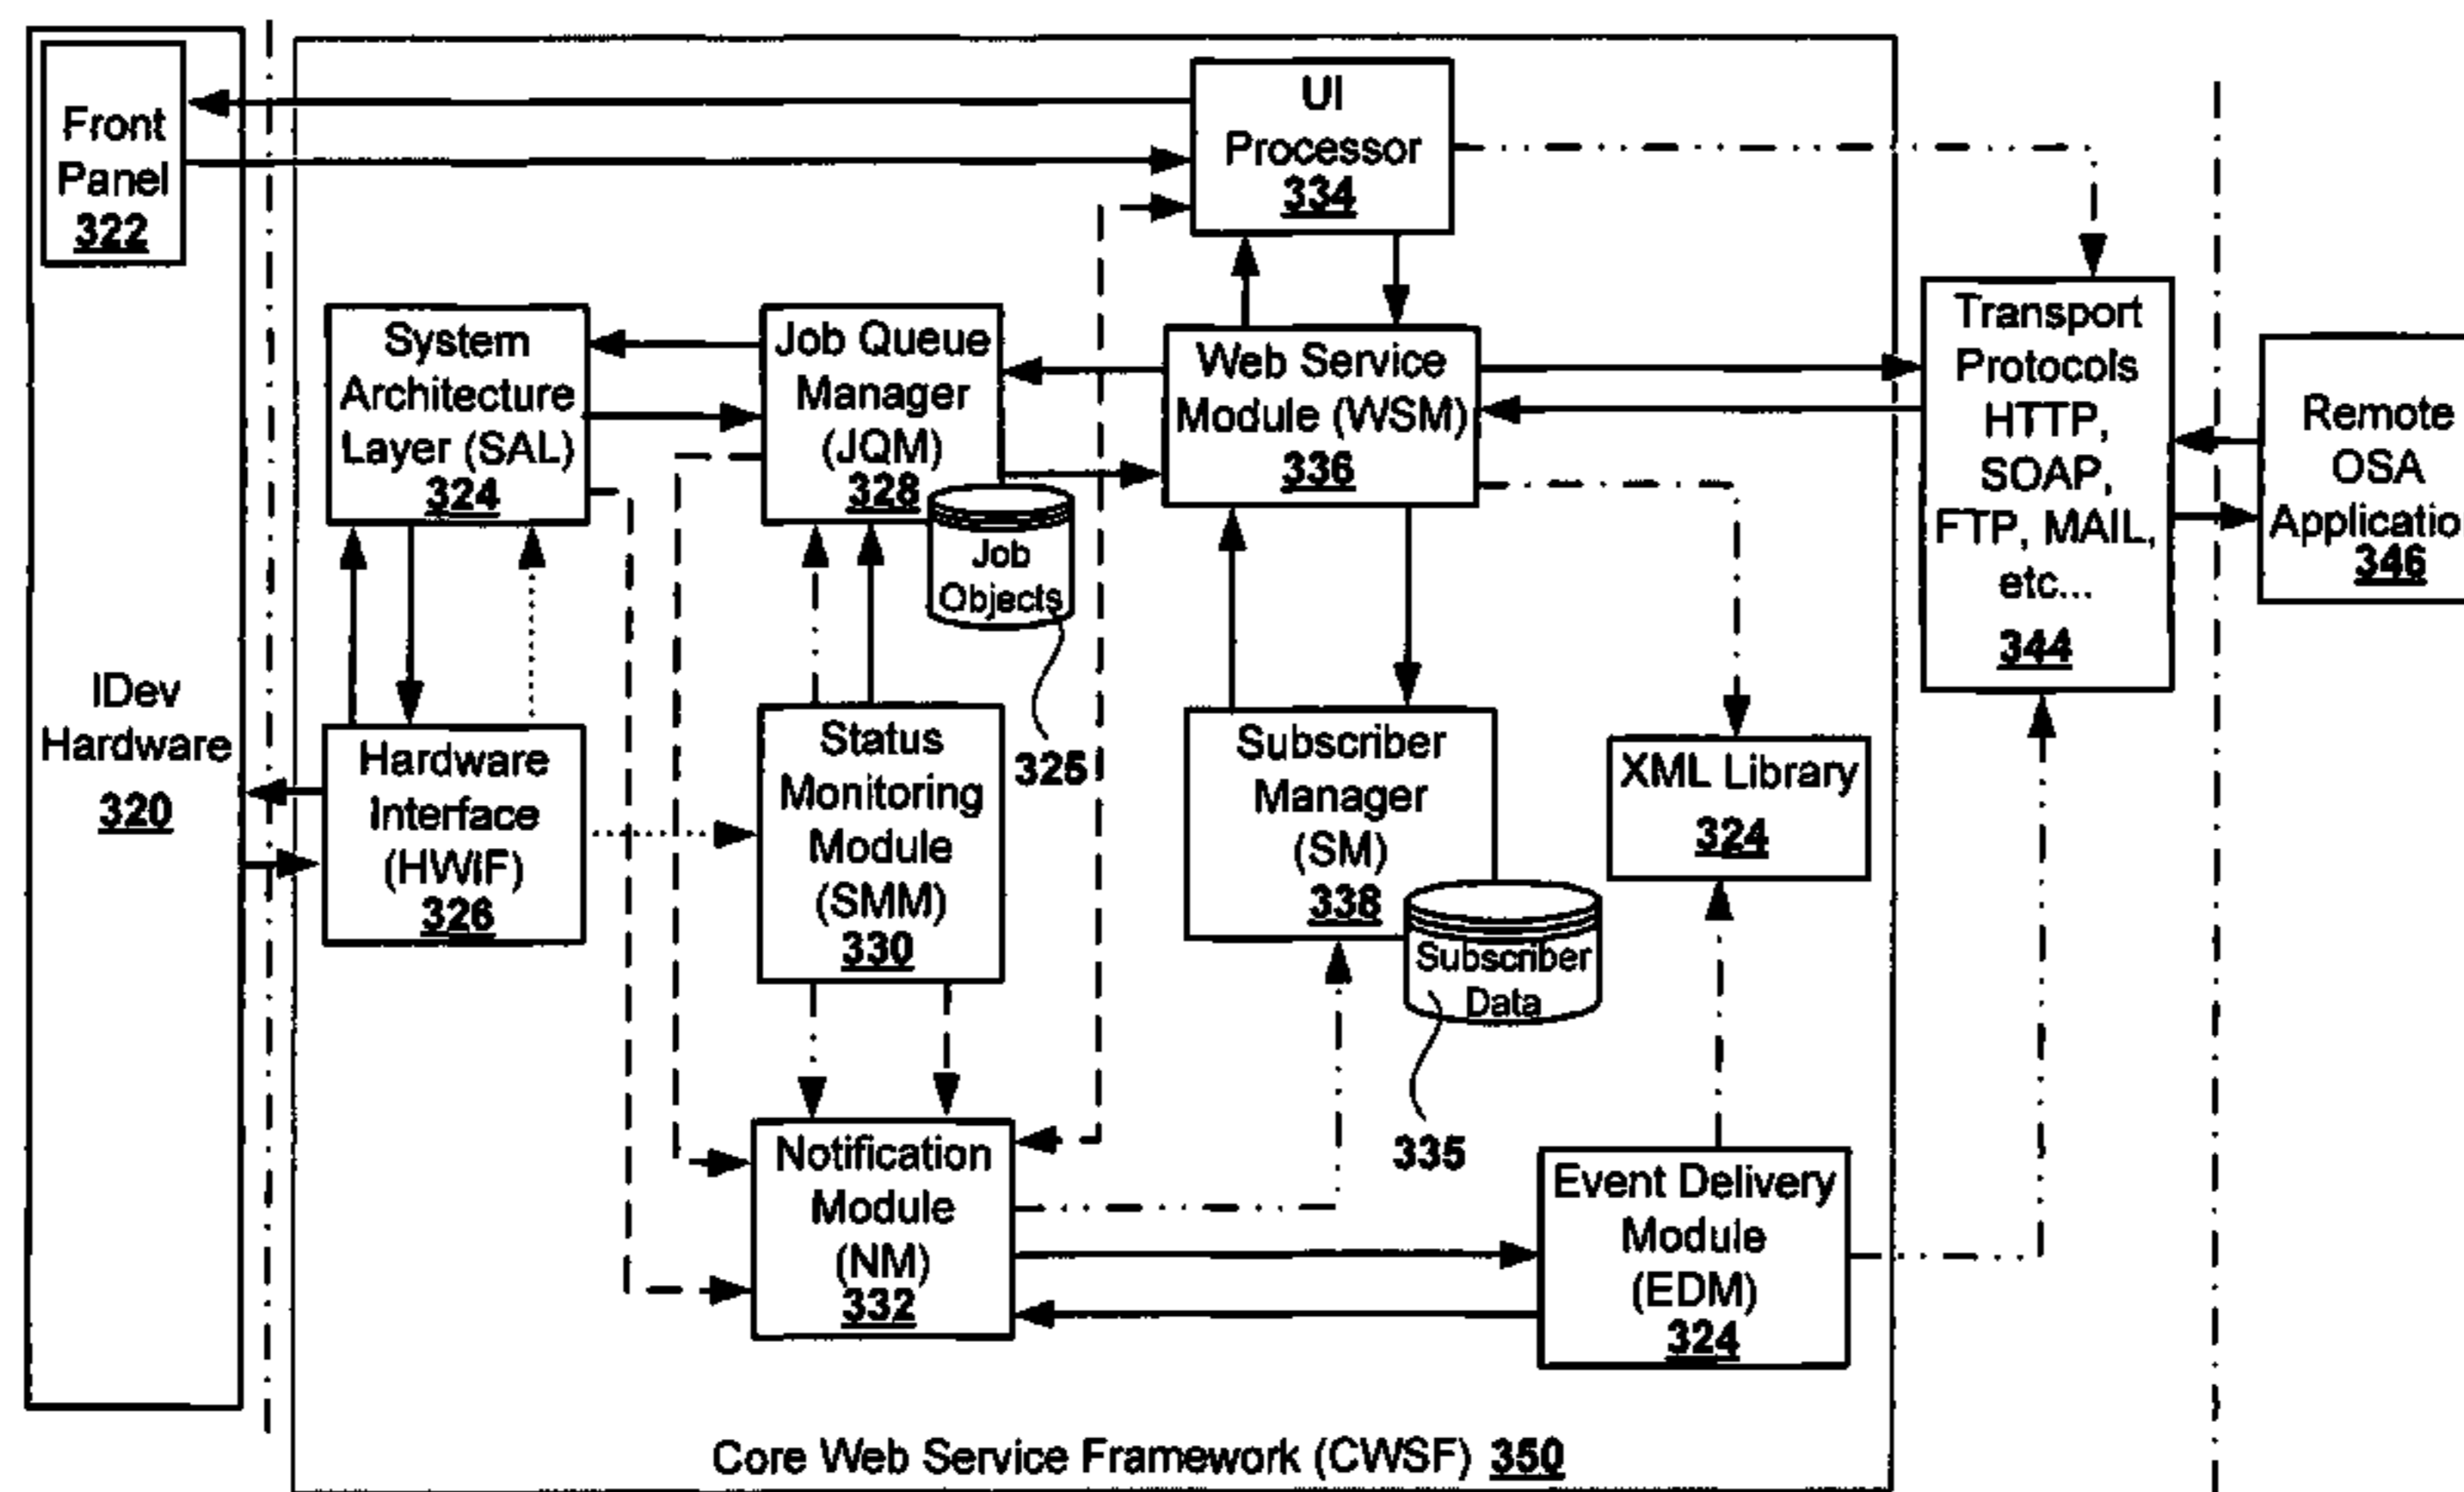 Front
Panel
322
IDev
Hardware
320
UI
Processor
334
System
Architecture
Layer (SAL)
324
Job Queue
Manager
(JQM)
328
Job
Objects
325
Web Service
Module (WSM)
336
Transport
Protocols
HTTP,
SOAP,
FTP, MAIL,
etc...
344
Remote
OSA
Applicatio
346
Hardware
Interface
(HWIF)
326
Status
Monitoring
Module
(SMM)
330
Subscriber
Manager
(SM)
338
Subscriber
Data
335
XML Library
324
Notification
Module
(NM)
332
Event Delivery
Module
(EDM)
324
Core Web Service Framework (CWSF) 350